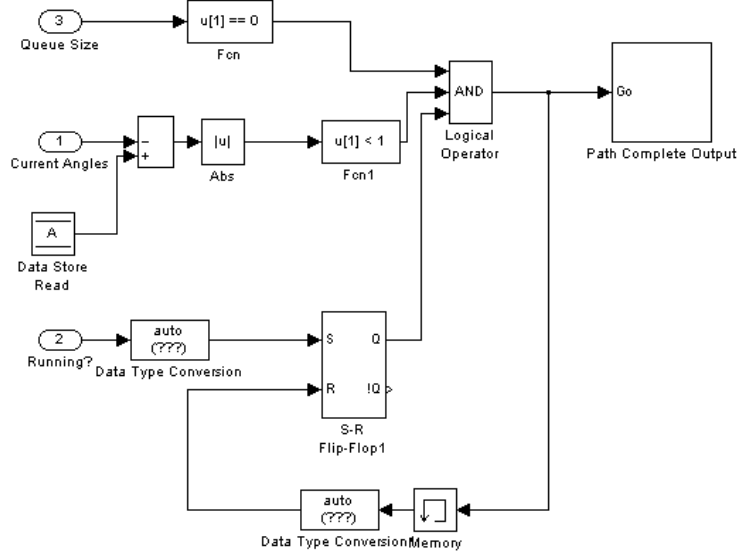 3
Queue Size
u[1] == 0
Fcn
AND
Logical
Operator
Go
Path Complete Output
1
Current Angles
−
+
|u|
Abs
u[1] < 1
Fcn1
A
Data Store
Read
2
Running?
auto
(???)
Data Type Conversion
S
Q
R
!Q
S-R
Flip-Flop1
auto
(???)
Data Type Conversion1
Memory